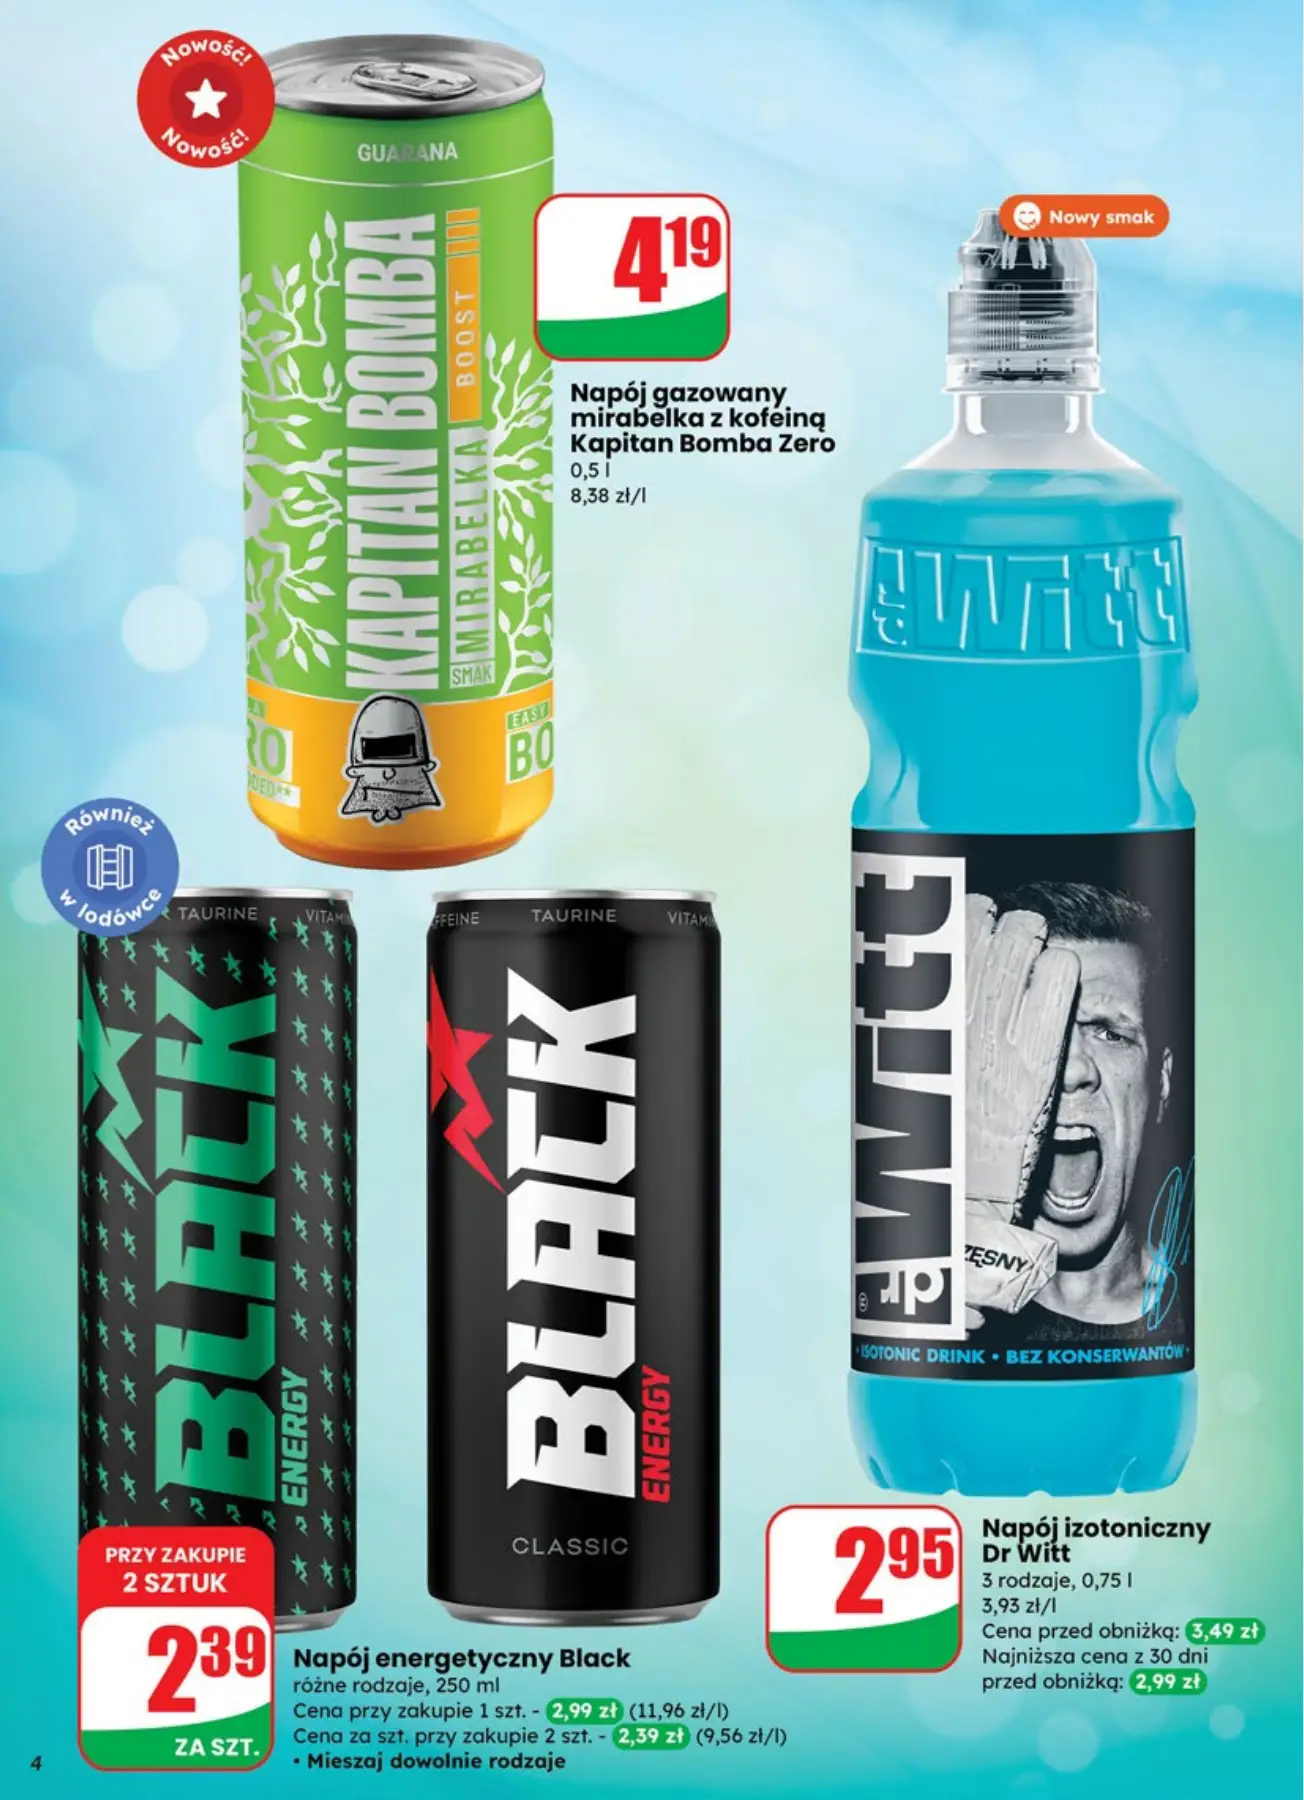 Nowość!
Nowość!
GUARANA
KAPITAN BOMBA
BOOST
SMAK MIRABELKA
EASY
BO
4 19
Napój gazowany
mirabelka z kofeiną
Kapitan Bomba Zero
0,5 l
8,38 zł/l
Nowy smak
dr Witt
dr Witt
ISOTONIC DRINK • BEZ KONSERWANTÓW
Również
w lodówce
TAURINE
BLACK
ENERGY
TAURINE
BLACK
ENERGY
CLASSIC
PRZY ZAKUPIE
2 SZTUK
2 39
ZA SZT.
Napój energetyczny Black
różne rodzaje, 250 ml
Cena przy zakupie 1 szt. - 2,99 zł (11,96 zł/l)
Cena za szt. przy zakupie 2 szt. - 2,39 zł (9,56 zł/l)
• Mieszaj dowolnie rodzaje
2 95
Napój izotoniczny
Dr Witt
3 rodzaje, 0,75 l
3,93 zł/l
Cena przed obniżką: 3,49 zł
Najniższa cena z 30 dni
przed obniżką: 2,99 zł
4